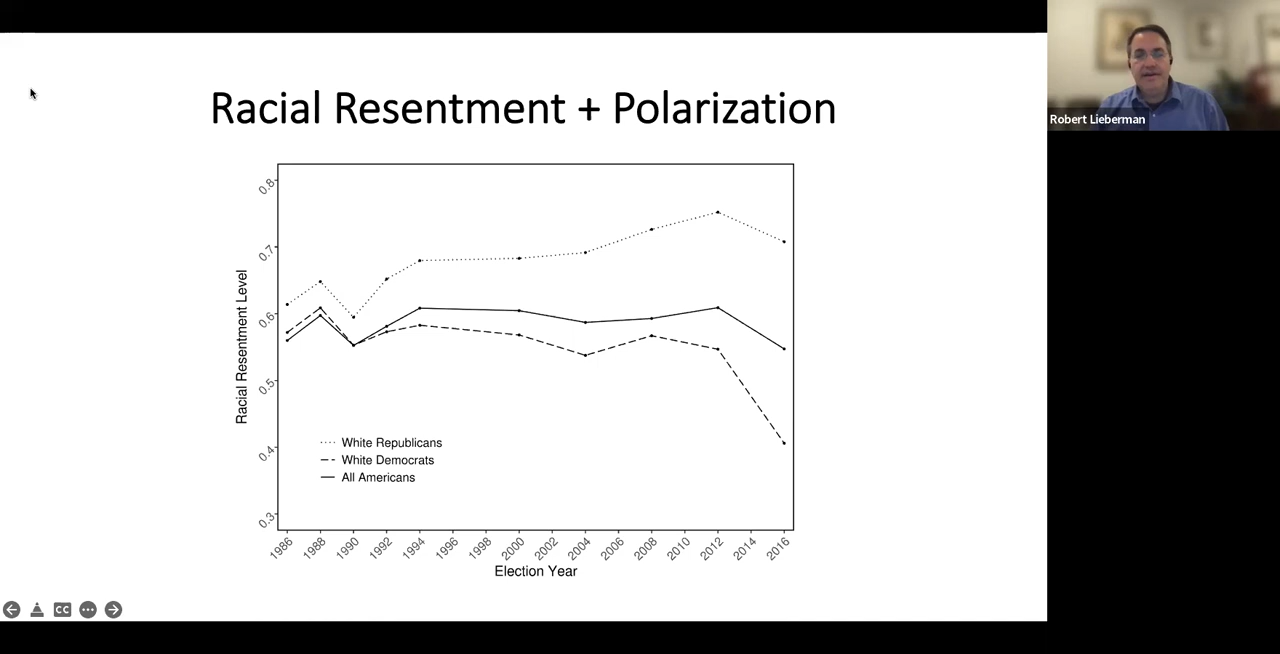 Racial Resentment + Polarization
Robert Lieberman
0.8
0.7
0.6
0.5
0.4
0.3
Racial Resentment Level
White Republicans
White Democrats
All Americans
1986 1988 1990 1992 1994 1996 1998 2000 2002 2004 2006 2008 2010 2012 2014 2016
Election Year
CC